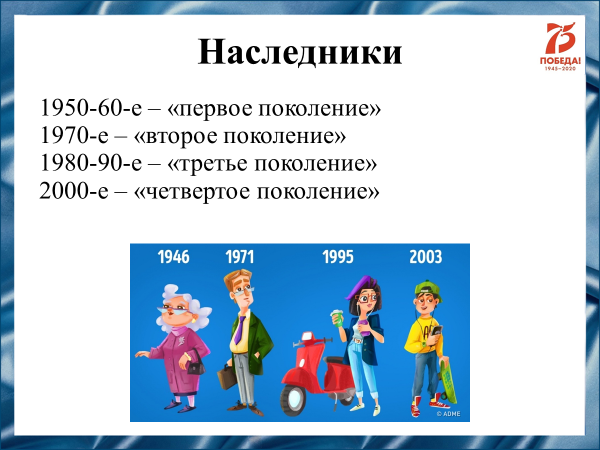 Наследники
75
ПОБЕДА!
1945–2020
1950-60-е – «первое поколение»
1970-е – «второе поколение»
1980-90-е – «третье поколение»
2000-е – «четвертое поколение»
1946 1971 1995 2003
© ADME